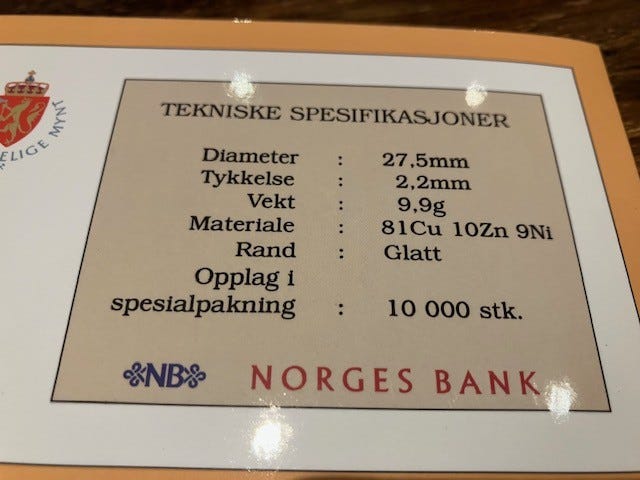 TEKNISKE SPESIFIKASJONER
Diameter : 27,5mm
Tykkelse : 2,2mm
Vekt : 9,9g
Materiale : 81Cu 10Zn 9Ni
Rand : Glatt
Opplag i
spesialpakning : 10 000 stk.
NB NORGES BANK
MYNT